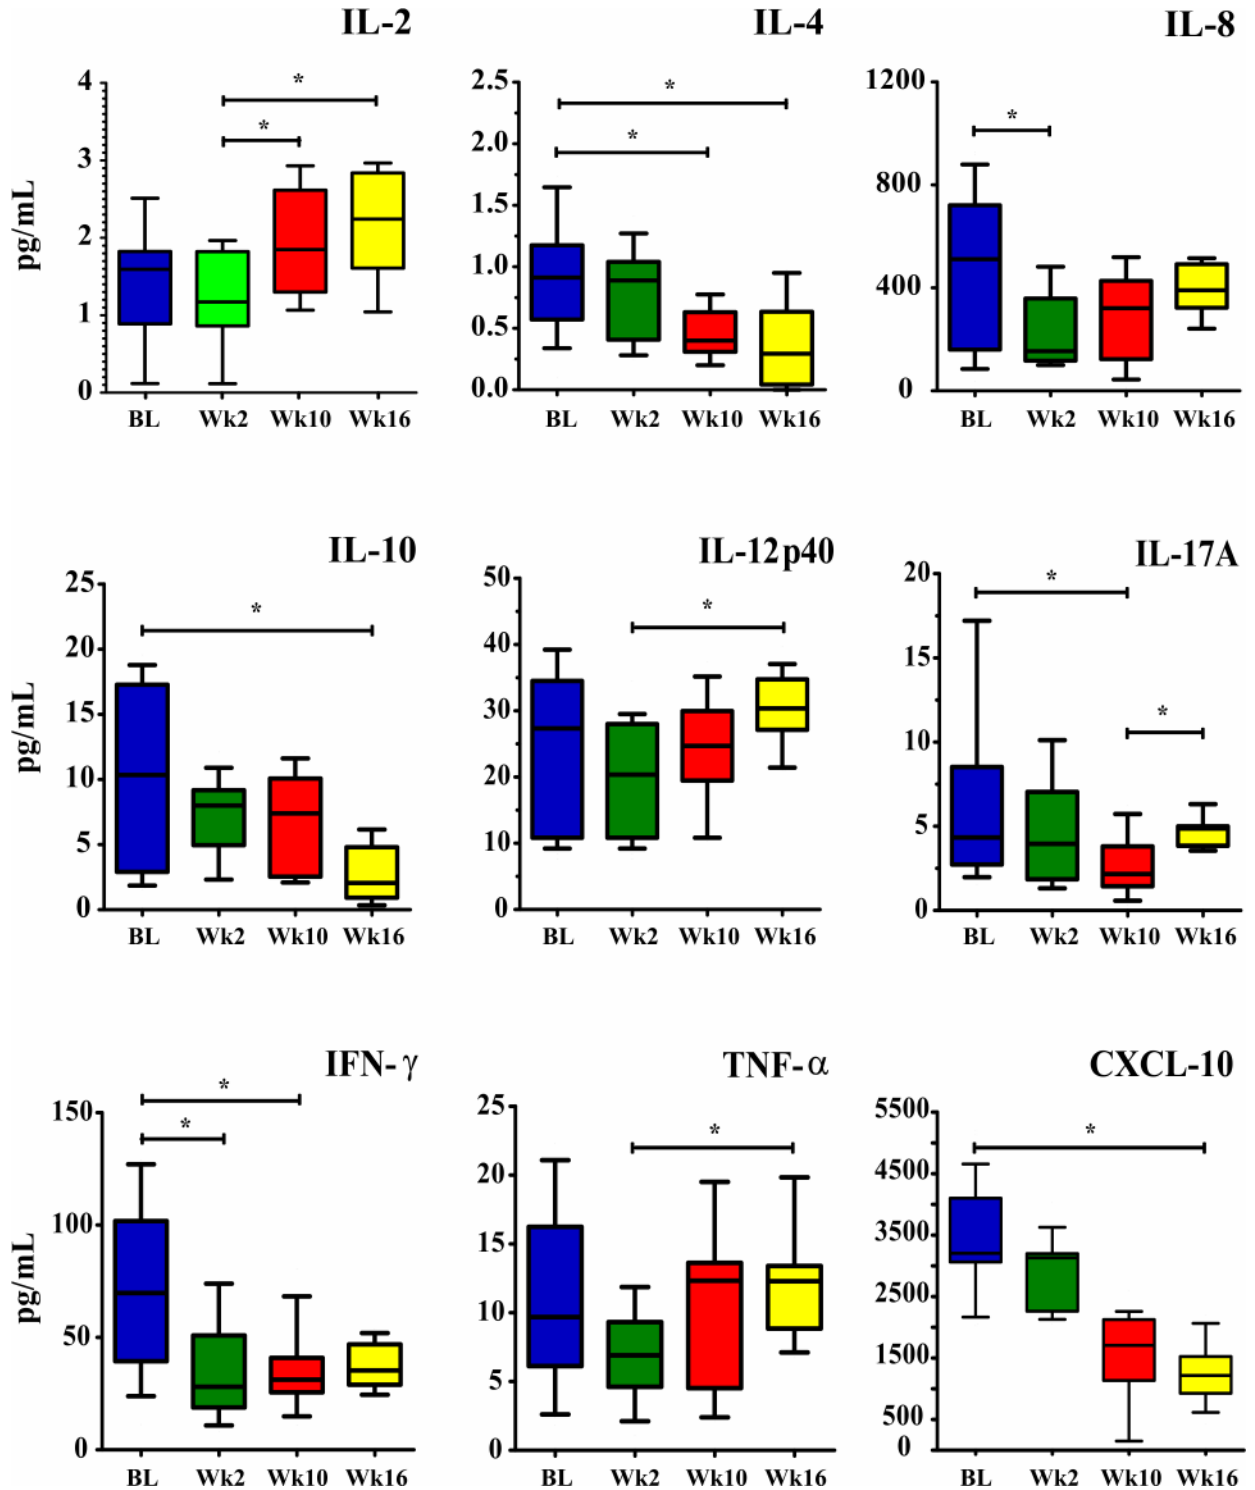 IL-2
IL-4
IL-8
4
3
2
1
0
pg/mL
*
*
BL Wk2 Wk10 Wk16
2.5
2.0
1.5
1.0
0.5
0.0
*
*
BL Wk2 Wk10 Wk16
1200
800
400
0
*
BL Wk2 Wk10 Wk16
IL-10
IL-12p40
IL-17A
25
20
15
10
5
0
pg/mL
*
BL Wk2 Wk10 Wk16
50
40
30
20
10
0
*
BL Wk2 Wk10 Wk16
20
15
10
5
0
*
*
BL Wk2 Wk10 Wk16
IFN-γ
TNF-α
CXCL-10
150
100
50
0
pg/mL
*
*
BL Wk2 Wk10 Wk16
25
20
15
10
5
0
*
BL Wk2 Wk10 Wk16
5500
4500
3500
2500
1500
500
0
*
BL Wk2 Wk10 Wk16